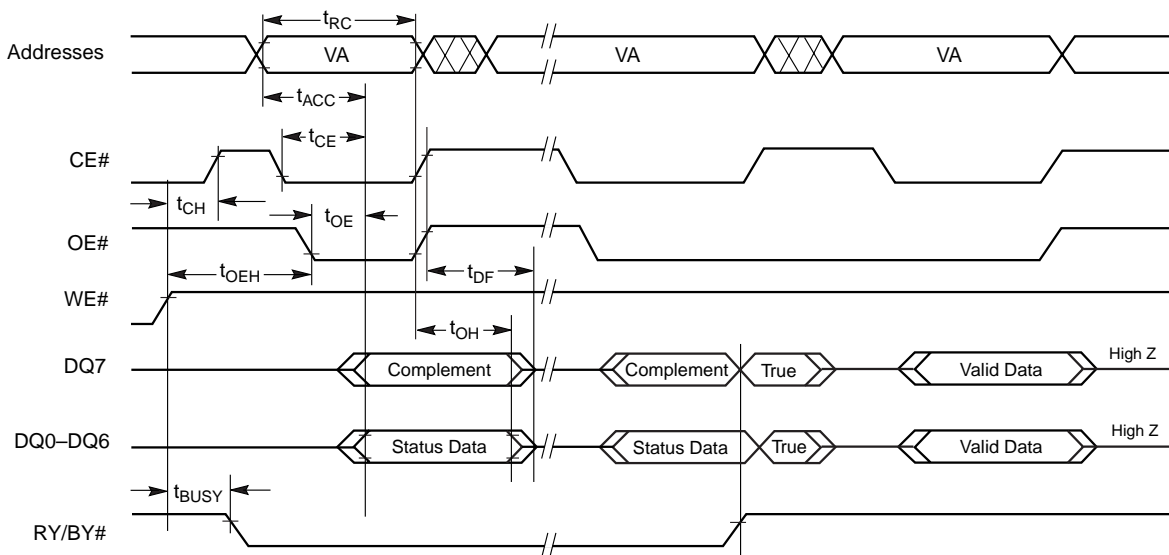 tRC
Addresses VA VA VA
tACC
tCE
CE#
tCH tOE
OE#
tOEH tDF
WE#
tOH
DQ7 Complement Complement True Valid Data High Z
DQ0–DQ6 Status Data Status Data True Valid Data High Z
tBUSY
RY/BY#